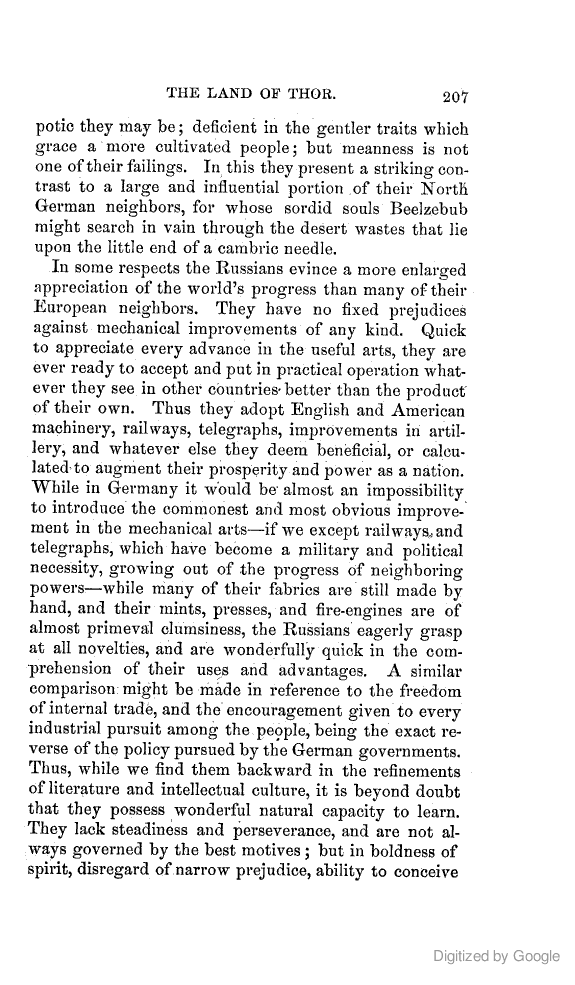 THE LAND OF THOR. 207
potic they may be; deficient in the gentler traits which
grace a more cultivated people; but meanness is not
one of their failings. In this they present a striking con-
trast to a large and influential portion of their North
German neighbors, for whose sordid souls Beelzebub
might search in vain through the desert wastes that lie
upon the little end of a cambric needle.
In some respects the Russians evince a more enlarged
appreciation of the world's progress than many of their
European neighbors. They have no fixed prejudices
against mechanical improvements of any kind. Quick
to appreciate every advance in the useful arts, they are
ever ready to accept and put in practical operation what-
ever they see in other countries better than the product
of their own. Thus they adopt English and American
machinery, railways, telegraphs, improvements in artil-
lery, and whatever else they deem beneficial, or calcu-
lated to augment their prosperity and power as a nation.
While in Germany it would be almost an impossibility
to introduce the commonest and most obvious improve-
ment in the mechanical arts—if we except railways, and
telegraphs, which have become a military and political
necessity, growing out of the progress of neighboring
powers—while many of their fabrics are still made by
hand, and their mints, presses, and fire-engines are of
almost primeval clumsiness, the Russians eagerly grasp
at all novelties, and are wonderfully quick in the com-
prehension of their uses and advantages. A similar
comparison might be made in reference to the freedom
of internal trade, and the encouragement given to every
industrial pursuit among the people, being the exact re-
verse of the policy pursued by the German governments.
Thus, while we find them backward in the refinements
of literature and intellectual culture, it is beyond doubt
that they possess wonderful natural capacity to learn.
They lack steadiness and perseverance, and are not al-
ways governed by the best motives; but in boldness of
spirit, disregard of narrow prejudice, ability to conceive
Digitized by Google